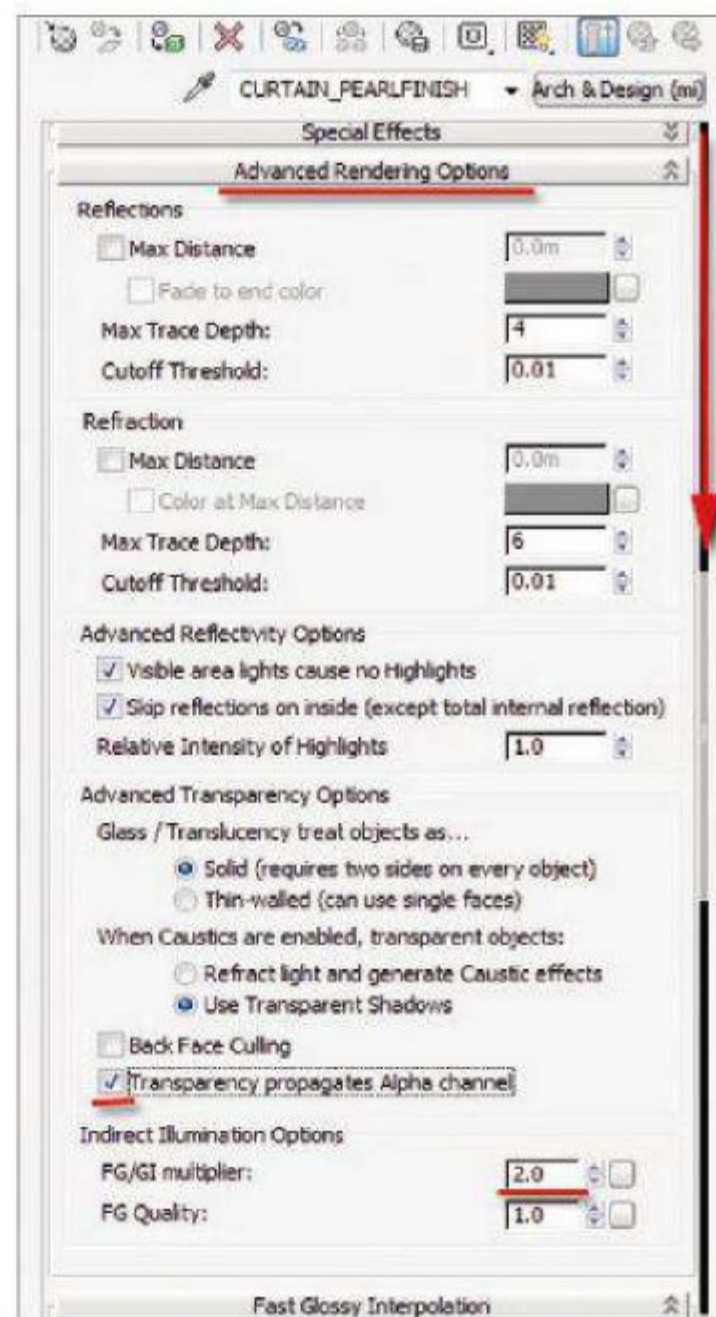 CURTAIN_PEARLFINISH Arch & Design (mi)
Special Effects
Advanced Rendering Options
Reflections
Max Distance 0.0m
Fade to end color
Max Trace Depth: 4
Cutoff Threshold: 0.01
Refraction
Max Distance 0.0m
Color at Max Distance
Max Trace Depth: 6
Cutoff Threshold: 0.01
Advanced Reflectivity Options
Visible area lights cause no Highlights
Skip reflections on inside (except total internal reflection)
Relative Intensity of Highlights 1.0
Advanced Transparency Options
Glass / Translucency treat objects as...
Solid (requires two sides on every object)
Thin-walled (can use single faces)
When Caustics are enabled, transparent objects:
Refract light and generate Caustic effects
Use Transparent Shadows
Back Face Culling
Transparency propagates Alpha channel
Indirect Illumination Options
FG/GI multiplier: 2.0
FG Quality: 1.0
Fast Glossy Interpolation